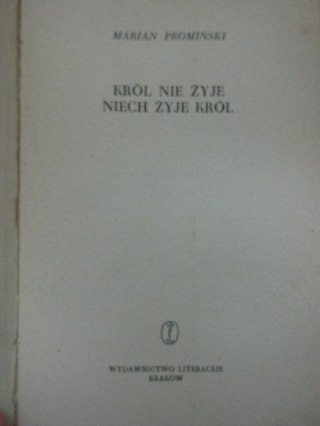 MARIAN PROMIŃSKI
KRÓL NIE ŻYJE
NIECH ŻYJE KRÓL
WYDAWNICTWO LITERACKIE
KRAKÓW